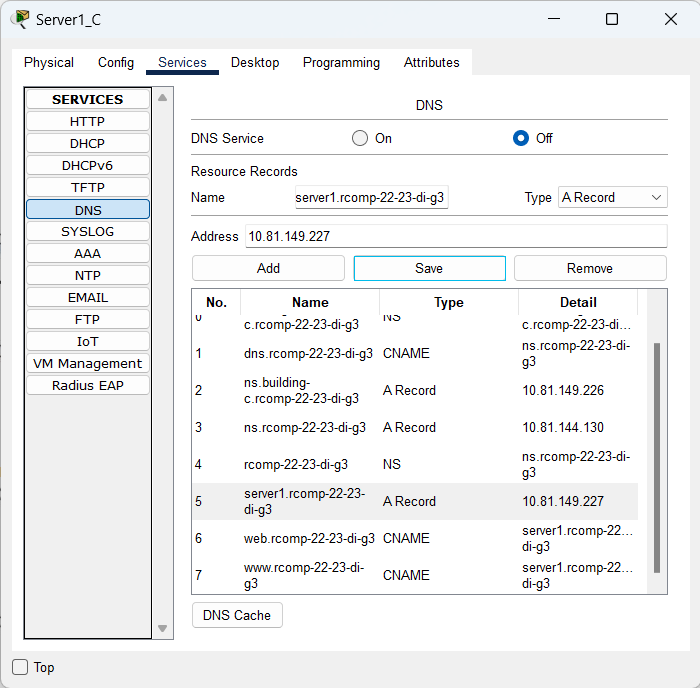 Server1_C
Physical Config Services Desktop Programming Attributes
SERVICES
HTTP
DHCP
DHCPv6
TFTP
DNS
SYSLOG
AAA
NTP
EMAIL
FTP
IoT
VM Management
Radius EAP
DNS
DNS Service On Off
Resource Records
Name server1.rcomp-22-23-di-g3 Type A Record
Address 10.81.149.227
Add Save Remove
No. Name Type Detail
0 c.rcomp-22-23-di-g3 NS c.rcomp-22-23-di...
1 dns.rcomp-22-23-di-g3 CNAME ns.rcomp-22-23-di-
g3
2 ns.building-
c.rcomp-22-23-di-g3 A Record 10.81.149.226
3 ns.rcomp-22-23-di-g3 A Record 10.81.144.130
4 rcomp-22-23-di-g3 NS ns.rcomp-22-23-di-
g3
5 server1.rcomp-22-23-
di-g3 A Record 10.81.149.227
6 web.rcomp-22-23-di-g3 CNAME server1.rcomp-22...
di-g3
7 www.rcomp-22-23-di-
g3 CNAME server1.rcomp-22...
di-g3
DNS Cache
Top